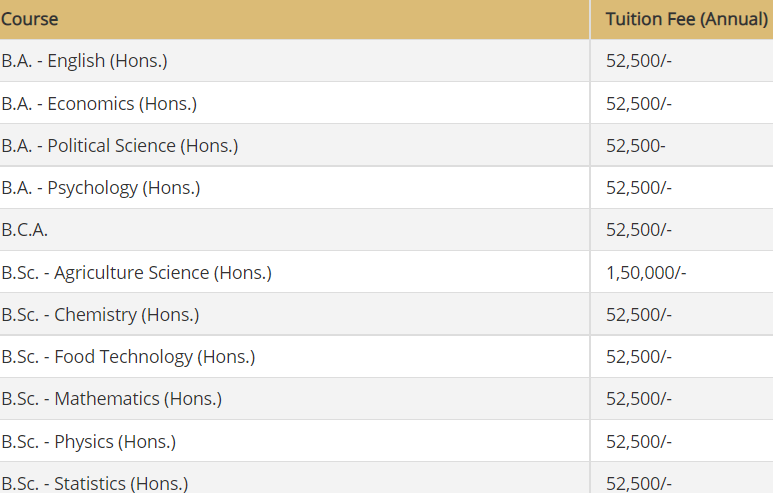 Course Tuition Fee (Annual)
B.A. - English (Hons.) 52,500/-
B.A. - Economics (Hons.) 52,500/-
B.A. - Political Science (Hons.) 52,500-
B.A. - Psychology (Hons.) 52,500/-
B.C.A. 52,500/-
B.Sc. - Agriculture Science (Hons.) 1,50,000/-
B.Sc. - Chemistry (Hons.) 52,500/-
B.Sc. - Food Technology (Hons.) 52,500/-
B.Sc. - Mathematics (Hons.) 52,500/-
B.Sc. - Physics (Hons.) 52,500/-
B.Sc. - Statistics (Hons.) 52,500/-